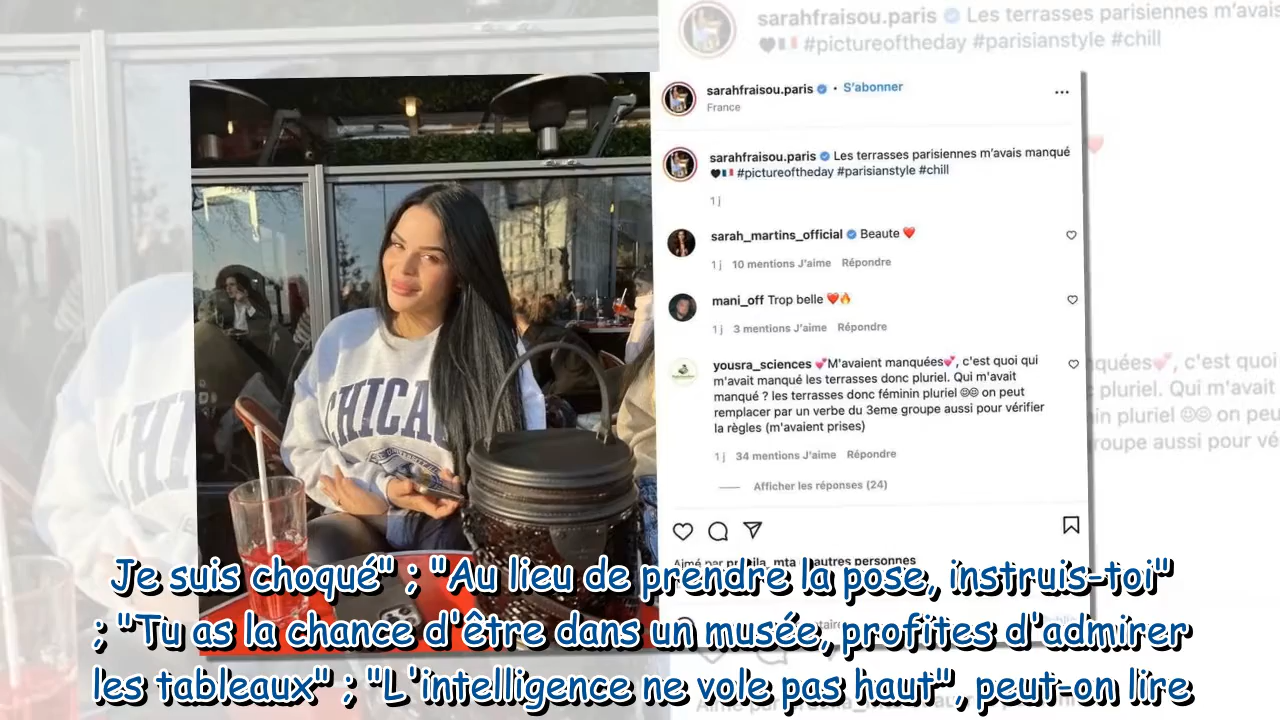 sarahfraisou.paris Les terrasses parisiennes m'avais
#pictureoftheday #parisianstyle #chill
sarahfraisou.paris • S'abonner
France
sarahfraisou.paris Les terrasses parisiennes m'avais manqué
🖤🇫🇷 #pictureoftheday #parisianstyle #chill
1 j
sarah_martins_official Beaute ❤️
1 j 10 mentions J'aime Répondre
mani_off Trop belle ❤️🔥
1 j 3 mentions J'aime Répondre
yousra_sciences 💕M'avaient manquées💕, c'est quoi qui
m'avait manqué les terrasses donc pluriel. Qui m'avait
manqué ? les terrasses donc féminin pluriel 😍😍 on peut
remplacer par un verbe du 3eme groupe aussi pour vérifier
la règles (m'avaient prises)
1 j 34 mentions J'aime Répondre
Afficher les réponses (24)
CHICA
autres personnes
Je suis choqué" ; "Au lieu de prendre la pose, instruis-toi"
; "Tu as la chance d'être dans un musée, profites d'admirer
les tableaux" ; "L'intelligence ne vole pas haut", peut-on lire